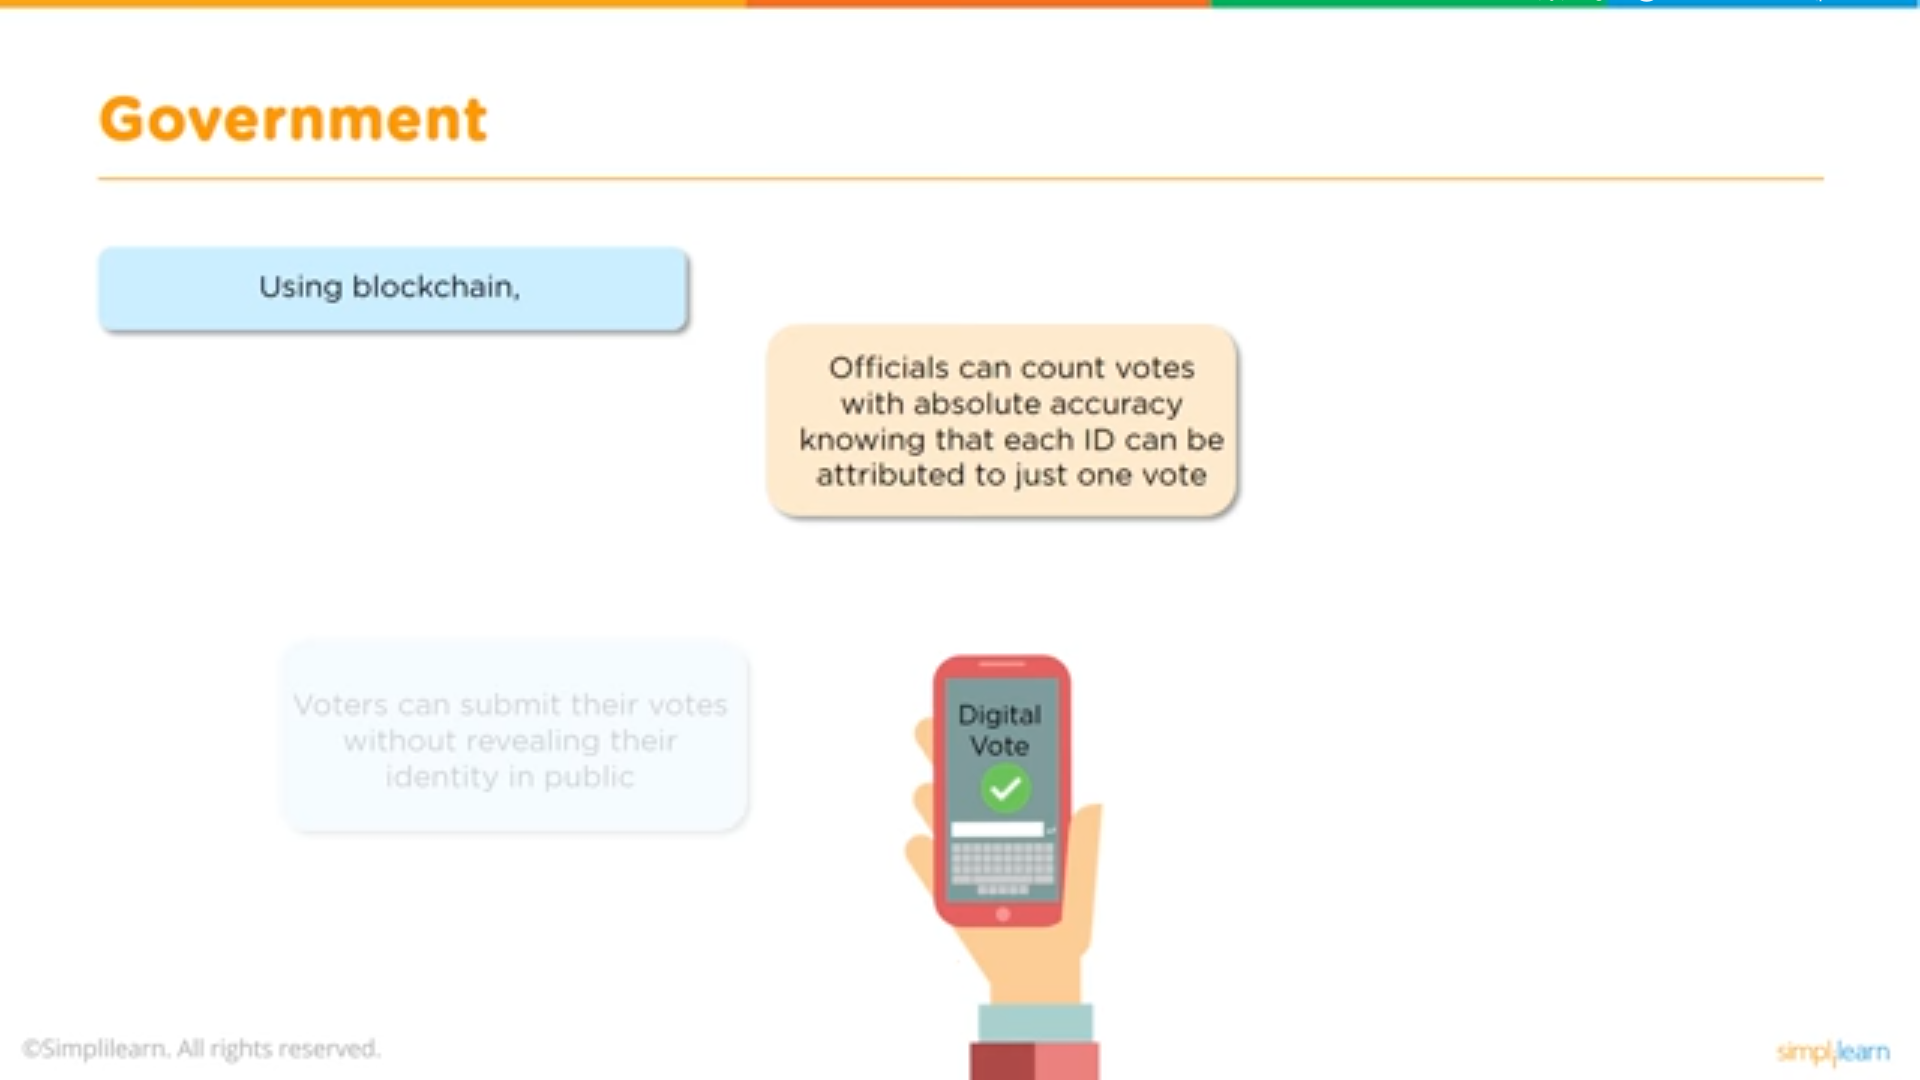 Government
Using blockchain,
Officials can count votes
with absolute accuracy
knowing that each ID can be
attributed to just one vote
Voters can submit their votes
without revealing their
identity in public
Digital
Vote
©Simplilearn. All rights reserved.
simplilearn